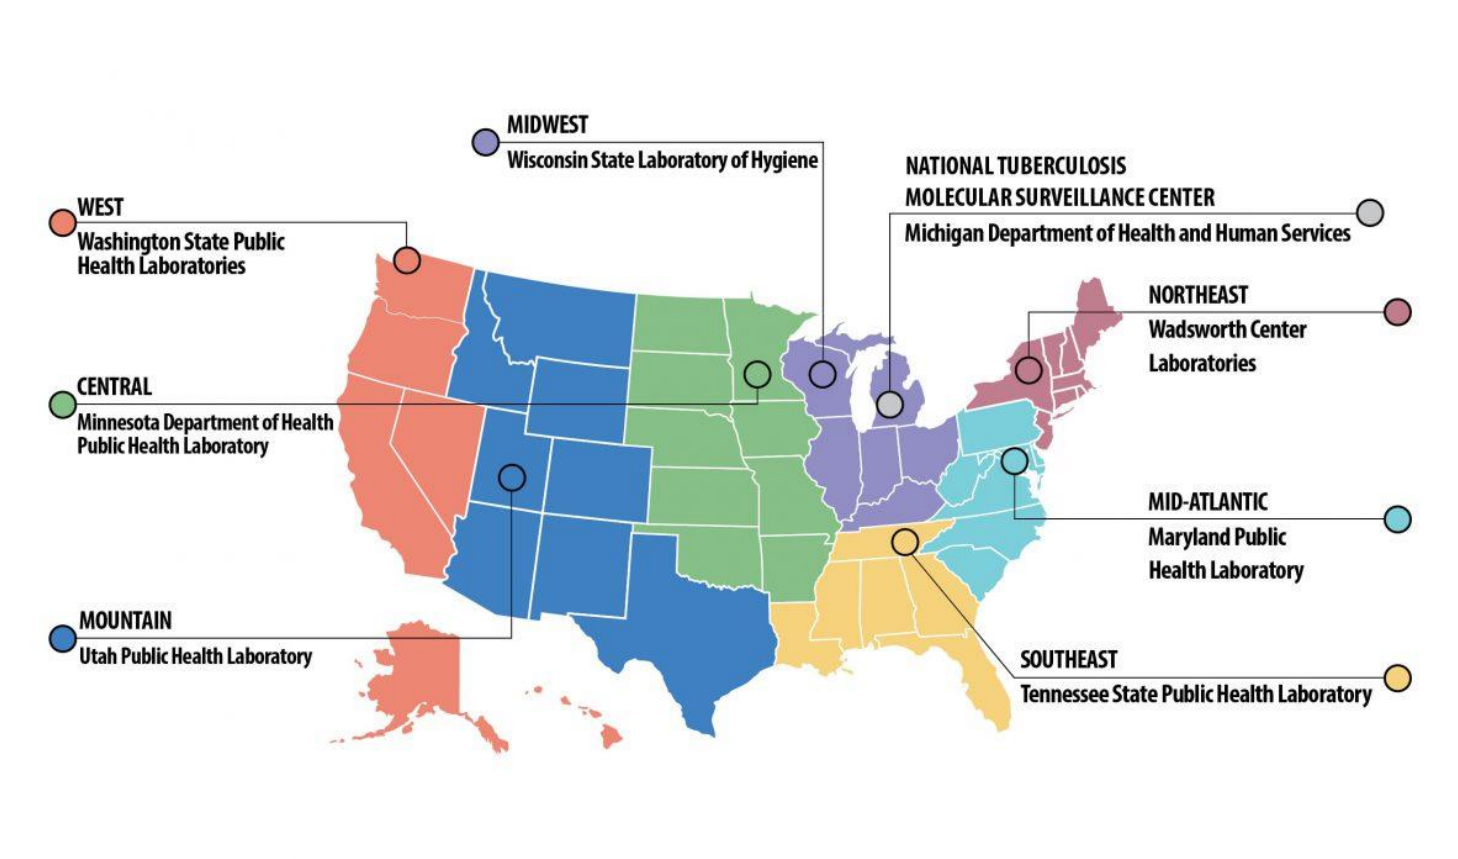 MIDWEST
Wisconsin State Laboratory of Hygiene
NATIONAL TUBERCULOSIS
MOLECULAR SURVEILLANCE CENTER
Michigan Department of Health and Human Services
WEST
Washington State Public
Health Laboratories
NORTHEAST
Wadsworth Center
Laboratories
CENTRAL
Minnesota Department of Health
Public Health Laboratory
MID-ATLANTIC
Maryland Public
Health Laboratory
MOUNTAIN
Utah Public Health Laboratory
SOUTHEAST
Tennessee State Public Health Laboratory